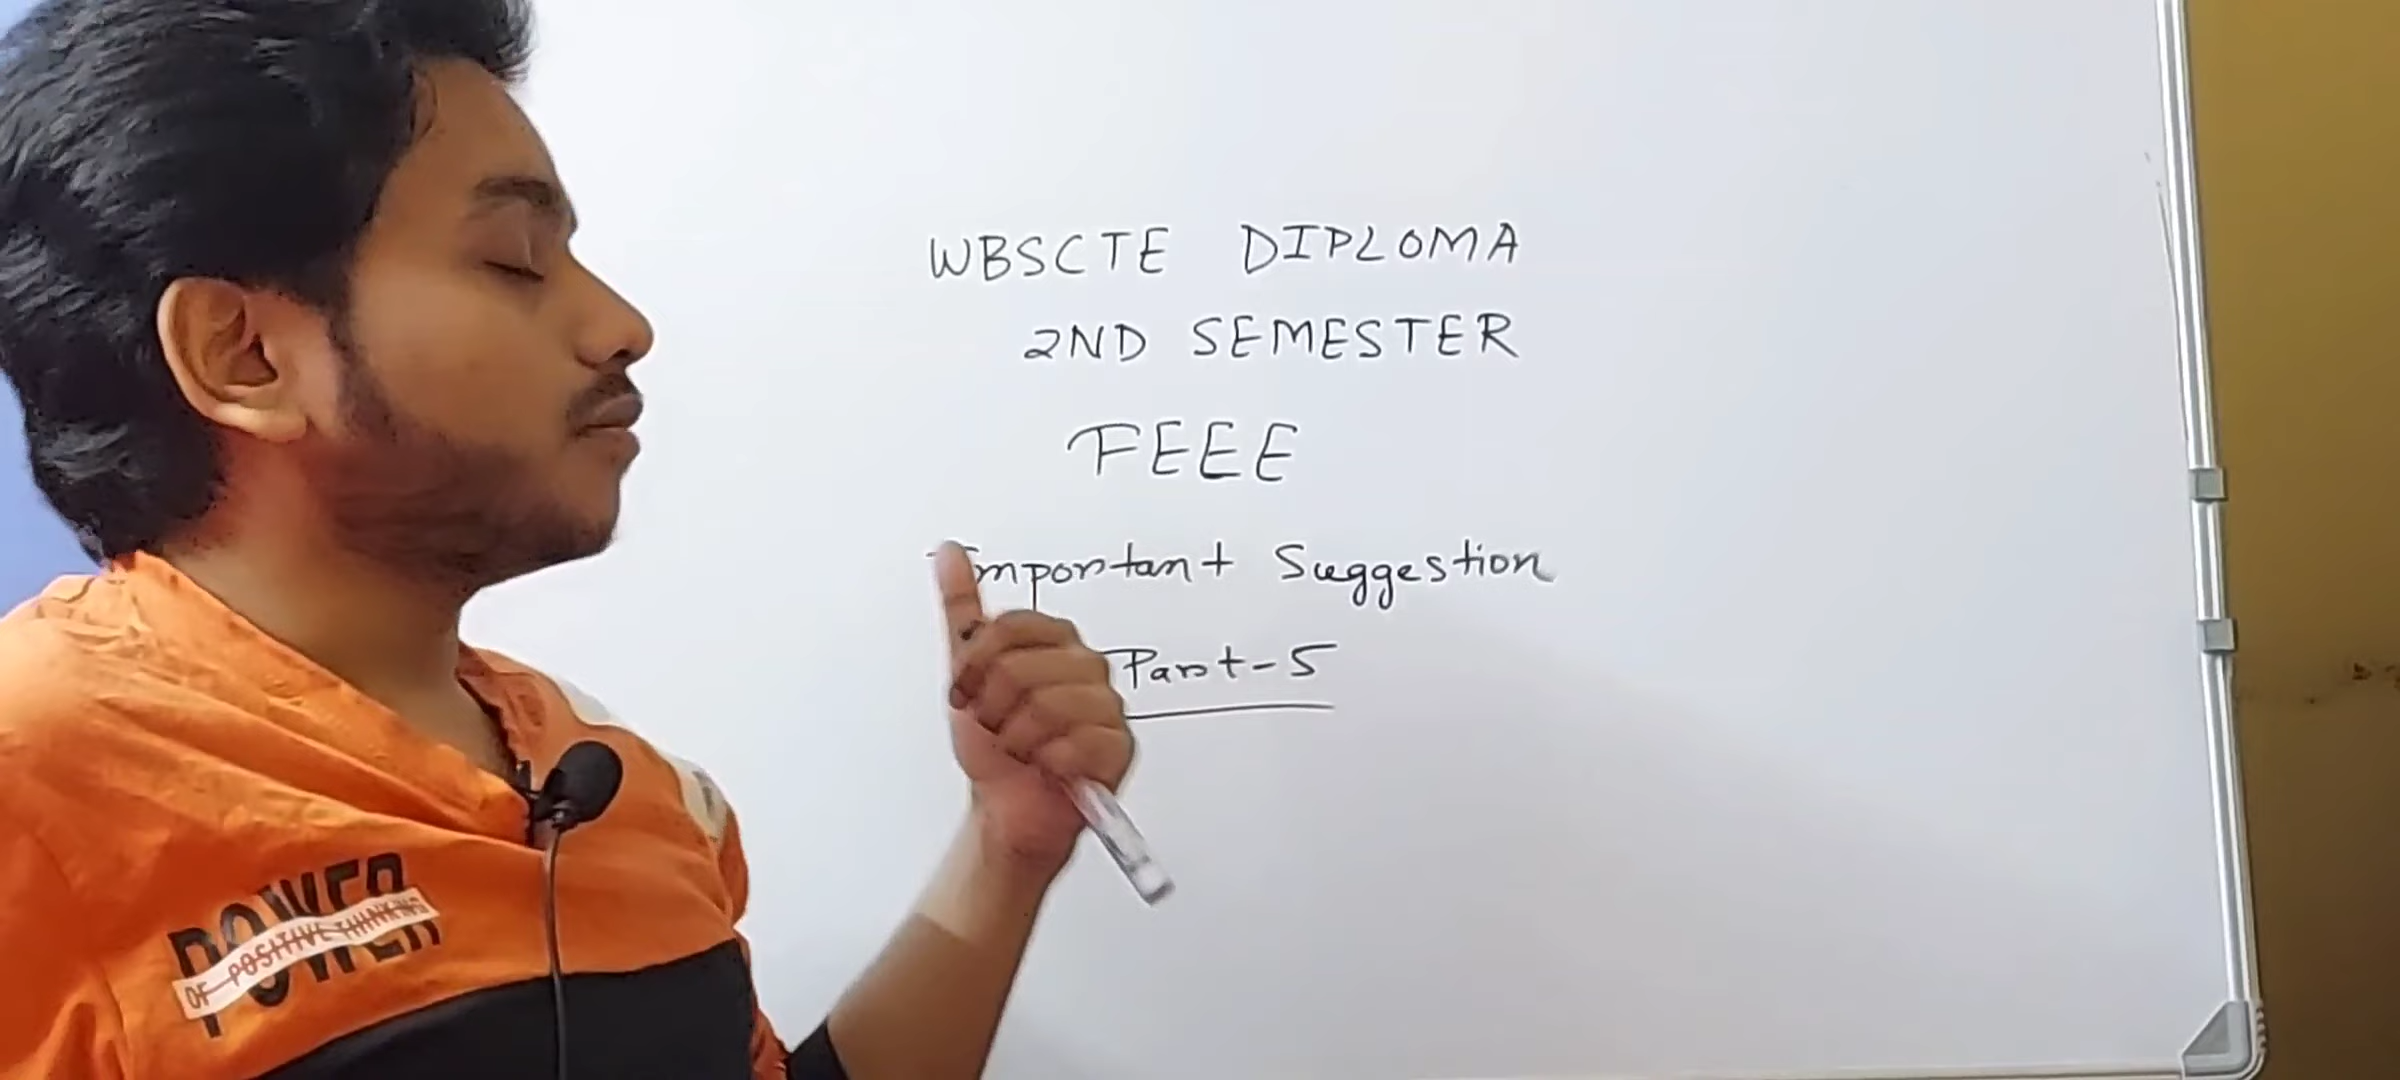 WBSCTE DIPLOMA
2ND SEMESTER
FEEE
Important Suggestion
Part-5
POWER
OF POSITIVE THINKING